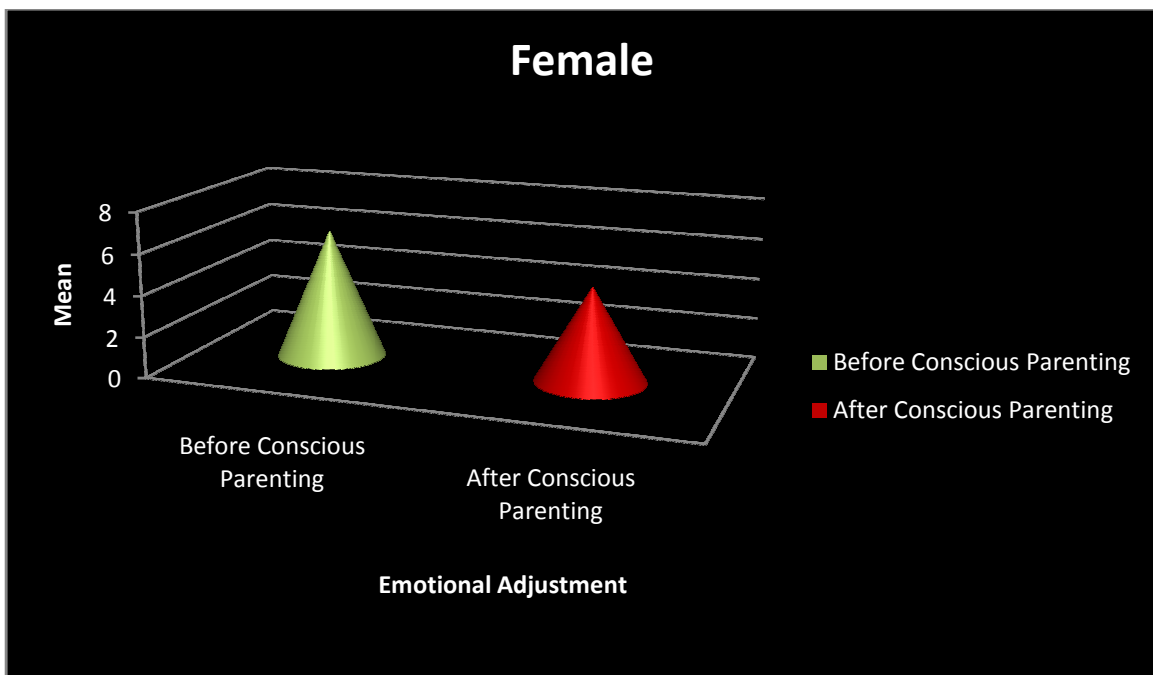 Female
8
6
4
2
0
Mean
Before Conscious
Parenting
After Conscious
Parenting
Emotional Adjustment
Before Conscious Parenting
After Conscious Parenting